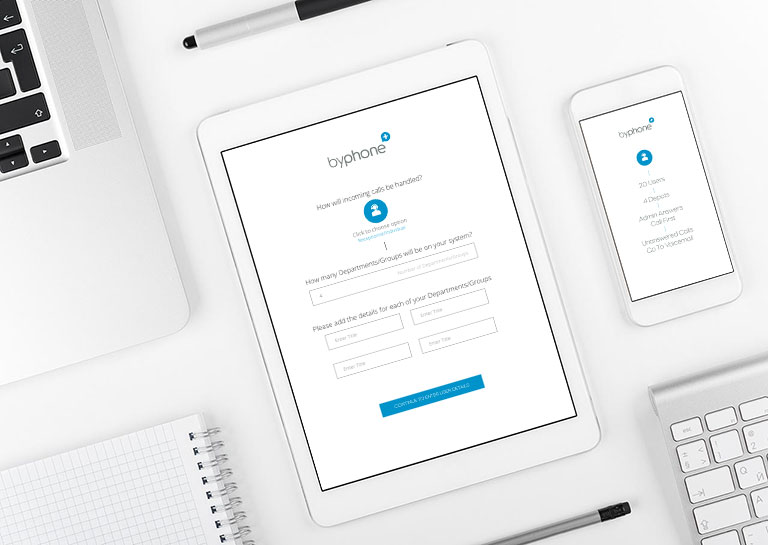 byphone
How will incoming calls be handled?
Click to choose option
Receptionist/Individual
How many Departments/Groups will be on your system?
4
Number of Departments/Groups
Please add the details for each of your Departments/Groups
Enter Title
Enter Title
Enter Title
Enter Title
CONTINUE TO ENTER USER DETAILS
byphone
20 Users
4 Depots
Admin Answers
Call First
Unanswered Calls
Go To Voicemail